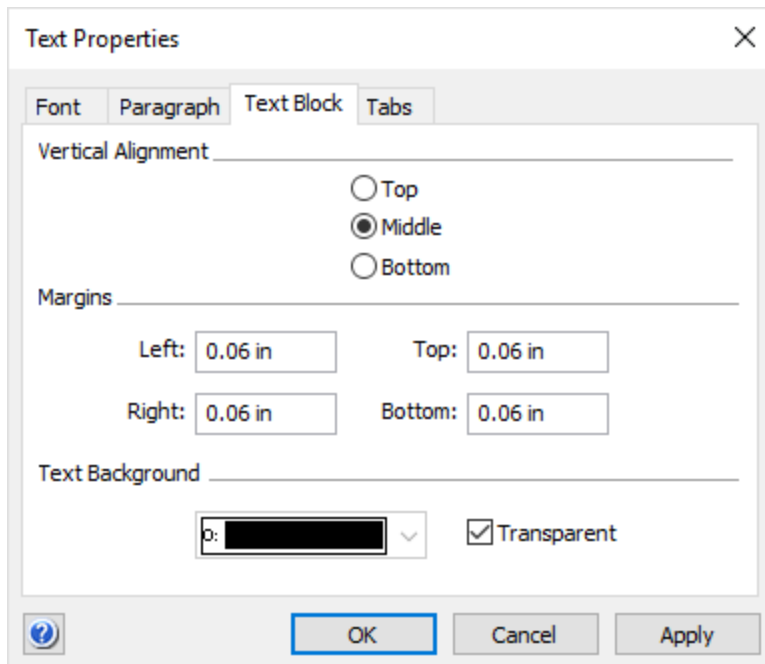 Text Properties
Font Paragraph Text Block Tabs
Vertical Alignment
Top
Middle
Bottom
Margins
Left: 0.06 in Top: 0.06 in
Right: 0.06 in Bottom: 0.06 in
Text Background
0: Transparent
? OK Cancel Apply